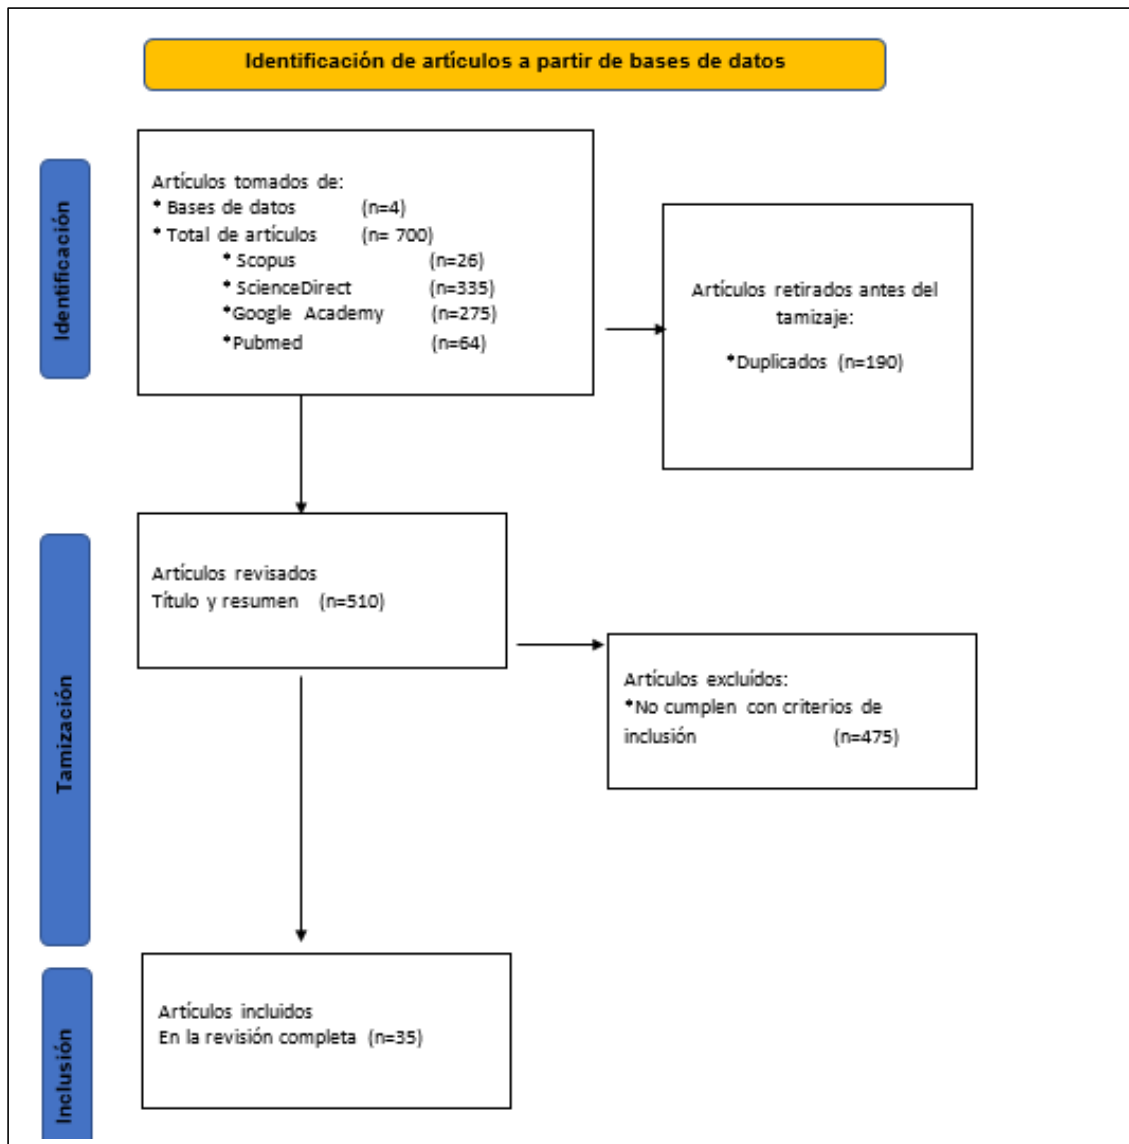 Identificación de artículos a partir de bases de datos
Identificación
Artículos tomados de:
* Bases de datos (n=4)
* Total de artículos (n= 700)
* Scopus (n=26)
* ScienceDirect (n=335)
*Google Academy (n=275)
*Pubmed (n=64)
Artículos retirados antes del
tamizaje:
*Duplicados (n=190)
Tamización
Artículos revisados
Título y resumen (n=510)
Artículos excluídos:
*No cumplen con criterios de
inclusión (n=475)
Inclusión
Artículos incluidos
En la revisión completa (n=35)